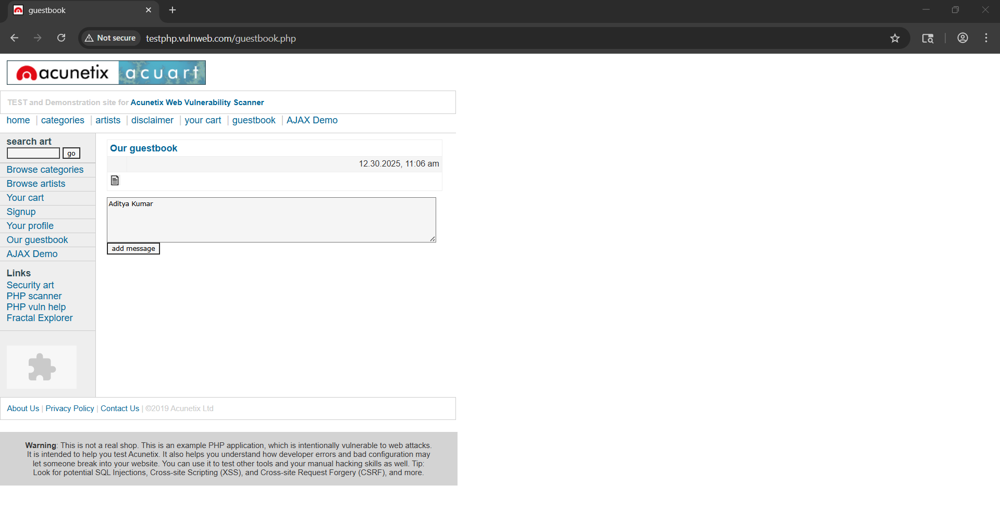 guestbook
Not secure testphp.vulnweb.com/guestbook.php
acunetix acuart
TEST and Demonstration site for Acunetix Web Vulnerability Scanner
home | categories | artists | disclaimer | your cart | guestbook | AJAX Demo
search art
go
Browse categories
Browse artists
Your cart
Signup
Your profile
Our guestbook
AJAX Demo
Links
Security art
PHP scanner
PHP vuln help
Fractal Explorer
Our guestbook
12.30.2025, 11:06 am
Aditya Kumar
add message
About Us | Privacy Policy | Contact Us | ©2019 Acunetix Ltd
Warning: This is not a real shop. This is an example PHP application, which is intentionally vulnerable to web attacks.
It is intended to help you test Acunetix. It also helps you understand how developer errors and bad configuration may
let someone break into your website. You can use it to test other tools and your manual hacking skills as well. Tip:
Look for potential SQL Injections, Cross-site Scripting (XSS), and Cross-site Request Forgery (CSRF), and more.